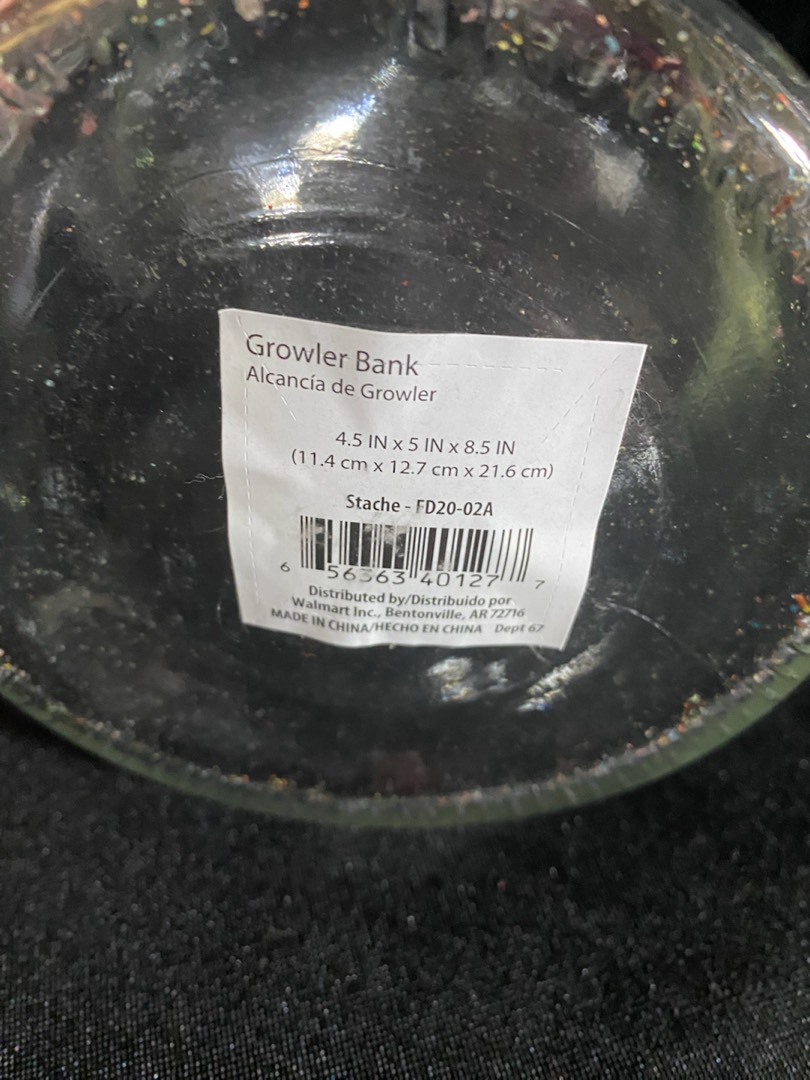 Growler Bank
Alcancía de Growler
4.5 IN x 5 IN x 8.5 IN
(11.4 cm x 12.7 cm x 21.6 cm)
Stache - FD20-02A
6 56363 40127 7
Distributed by/Distribuido por
Walmart Inc., Bentonville, AR 72716
MADE IN CHINA/HECHO EN CHINA Dept 67